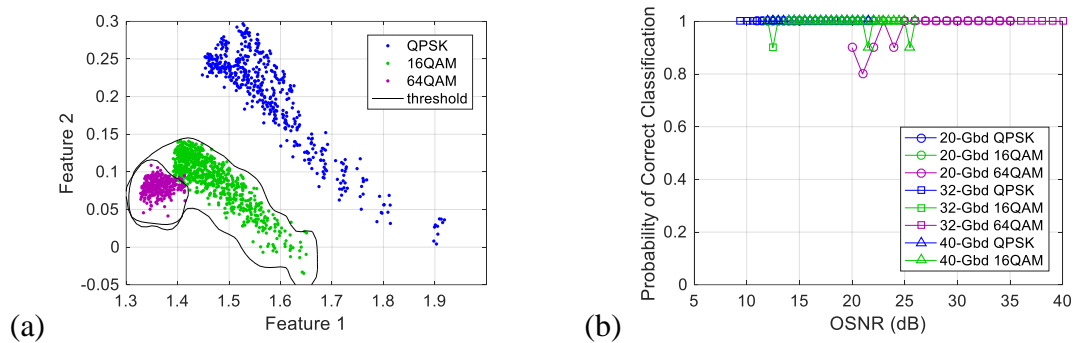 0.3
0.25
0.2
0.15
0.1
0.05
0
-0.05
1.3
1.4
1.5
1.6
1.7
1.8
1.9
Feature 1
Feature 2
QPSK
16QAM
64QAM
threshold
(a)
1
0.8
0.6
0.4
0.2
0
5
10
15
20
25
30
35
40
OSNR (dB)
Probability of Correct Classification
20-Gbd QPSK
20-Gbd 16QAM
20-Gbd 64QAM
32-Gbd QPSK
32-Gbd 16QAM
32-Gbd 64QAM
40-Gbd QPSK
40-Gbd 16QAM
(b)